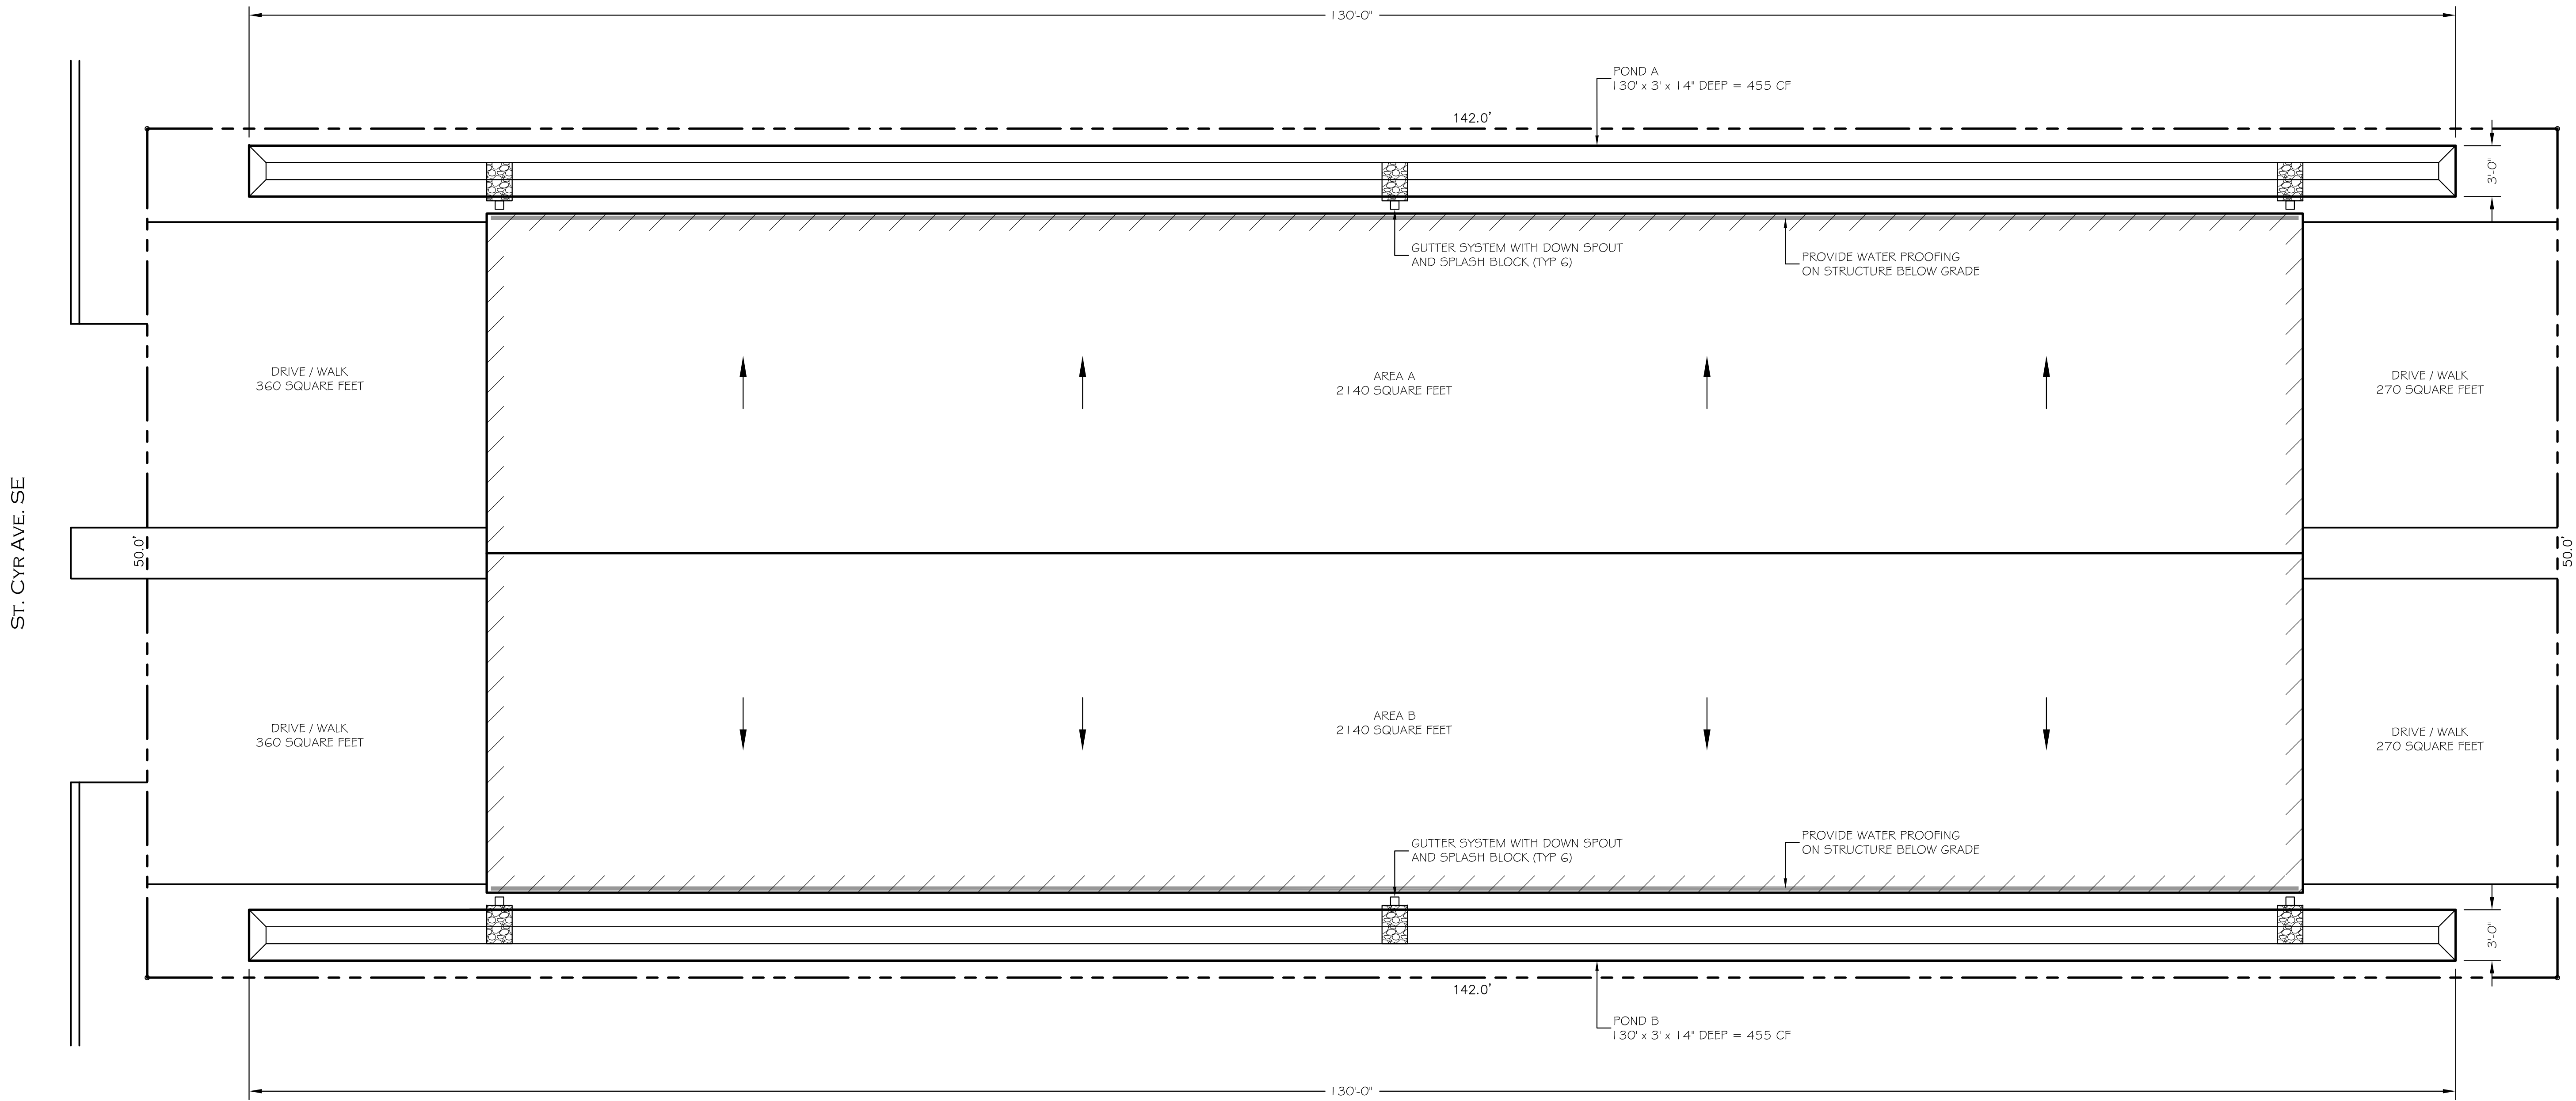 130'-0"
POND A
130' x 3' x 14" DEEP = 455 CF
142.0'
3'-0"
GUTTER SYSTEM WITH DOWN SPOUT
AND SPLASH BLOCK (TYP 6)
PROVIDE WATER PROOFING
ON STRUCTURE BELOW GRADE
DRIVE / WALK
360 SQUARE FEET
AREA A
2140 SQUARE FEET
DRIVE / WALK
270 SQUARE FEET
ST. CYR AVE. SE
50.0'
50.0'
DRIVE / WALK
360 SQUARE FEET
AREA B
2140 SQUARE FEET
DRIVE / WALK
270 SQUARE FEET
GUTTER SYSTEM WITH DOWN SPOUT
AND SPLASH BLOCK (TYP 6)
PROVIDE WATER PROOFING
ON STRUCTURE BELOW GRADE
3'-0"
142.0'
POND B
130' x 3' x 14" DEEP = 455 CF
130'-0"